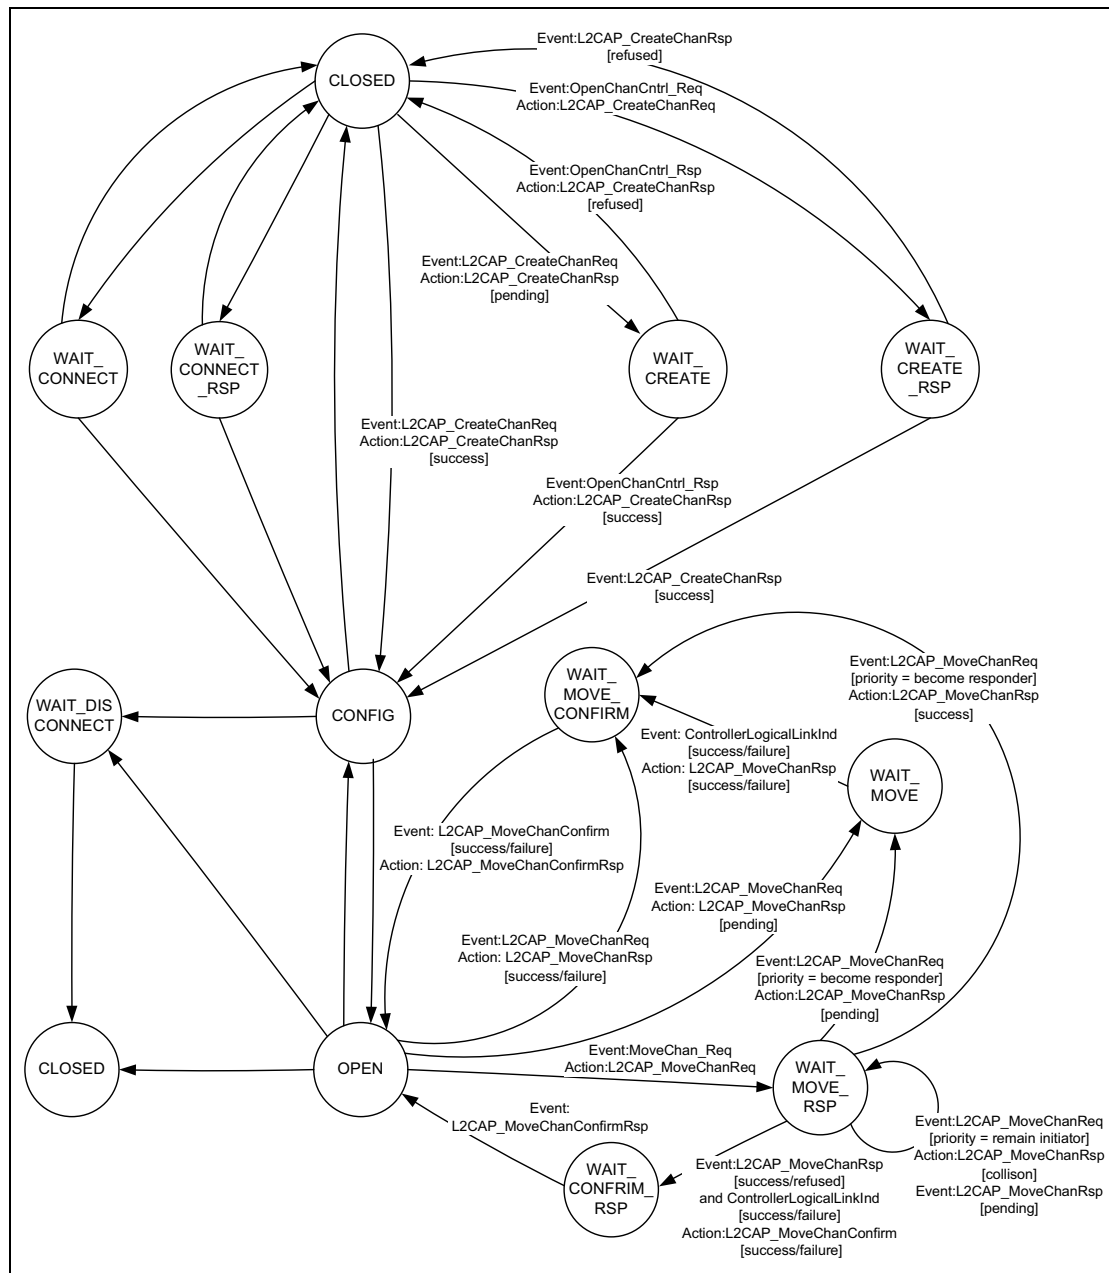 Event:L2CAP_CreateChanRsp
[refused]
CLOSED
Event:OpenChanCntrl_Req
Action:L2CAP_CreateChanReq
Event:OpenChanCntrl_Rsp
Action:L2CAP_CreateChanRsp
[refused]
Event:L2CAP_CreateChanReq
Action:L2CAP_CreateChanRsp
[pending]
WAIT_
CONNECT
WAIT_
CONNECT
_RSP
WAIT_
CREATE
WAIT_
CREATE
_RSP
Event:L2CAP_CreateChanReq
Action:L2CAP_CreateChanRsp
[success]
Event:OpenChanCntrl_Rsp
Action:L2CAP_CreateChanRsp
[success]
Event:L2CAP_CreateChanRsp
[success]
WAIT_DIS
CONNECT
CONFIG
WAIT_
MOVE_
CONFIRM
Event:L2CAP_MoveChanReq
[priority = become responder]
Action:L2CAP_MoveChanRsp
[success]
Event: ControllerLogicalLinkInd
[success/failure]
Action: L2CAP_MoveChanRsp
[success/failure]
WAIT_
MOVE
Event: L2CAP_MoveChanConfirm
[success/failure]
Action: L2CAP_MoveChanConfirmRsp
Event:L2CAP_MoveChanReq
Action: L2CAP_MoveChanRsp
[pending]
Event:L2CAP_MoveChanReq
Action: L2CAP_MoveChanRsp
[success/failure]
Event:L2CAP_MoveChanReq
[priority = become responder]
Action:L2CAP_MoveChanRsp
[pending]
CLOSED
OPEN
Event:MoveChan_Req
Action:L2CAP_MoveChanReq
WAIT_
MOVE_
RSP
Event:
L2CAP_MoveChanConfirmRsp
WAIT_
CONFRIM_
RSP
Event:L2CAP_MoveChanRsp
[success/refused]
and ControllerLogicalLinkInd
[success/failure]
Action:L2CAP_MoveChanConfirm
[success/failure]
Event:L2CAP_MoveChanReq
[priority = remain initiator]
Action:L2CAP_MoveChanRsp
[collison]
Event:L2CAP_MoveChanRsp
[pending]